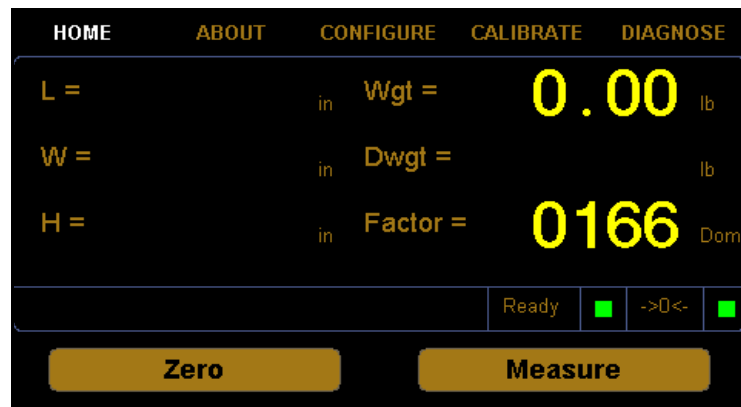 HOME ABOUT CONFIGURE CALIBRATE DIAGNOSE
L = in Wgt = 0.00 lb
W = in Dwgt = lb
H = in Factor = 0166 Dom
Ready ->0<-
Zero Measure